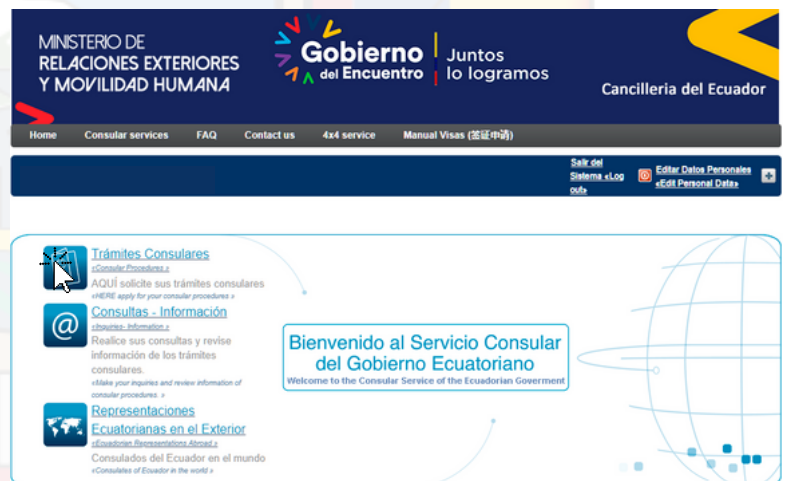 MINISTERIO DE
RELACIONES EXTERIORES
Y MOVILIDAD HUMANA
Gobierno
del Encuentro
Juntos
lo logramos
Cancilleria del Ecuador
Home Consular services FAQ Contact us 4x4 service Manual Visas (签证申请)
Salir del
Sistema «Log
out»
Editar Datos Personales
«Edit Personal Data»
Trámites Consulares
«Consular Procedures »
AQUÍ solicite sus trámites consulares
«HERE apply for your consular procedures »
Consultas - Información
«Inquiries- Information »
Realice sus consultas y revise
información de los trámites
consulares.
«Make your inquiries and review information of
consular procedures. »
Representaciones
Ecuatorianas en el Exterior
«Ecuadorian Representations Abroad »
Consulados del Ecuador en el mundo
«Consulates of Ecuador in the world »
Bienvenido al Servicio Consular
del Gobierno Ecuatoriano
Welcome to the Consular Service of the Ecuadorian Goverment